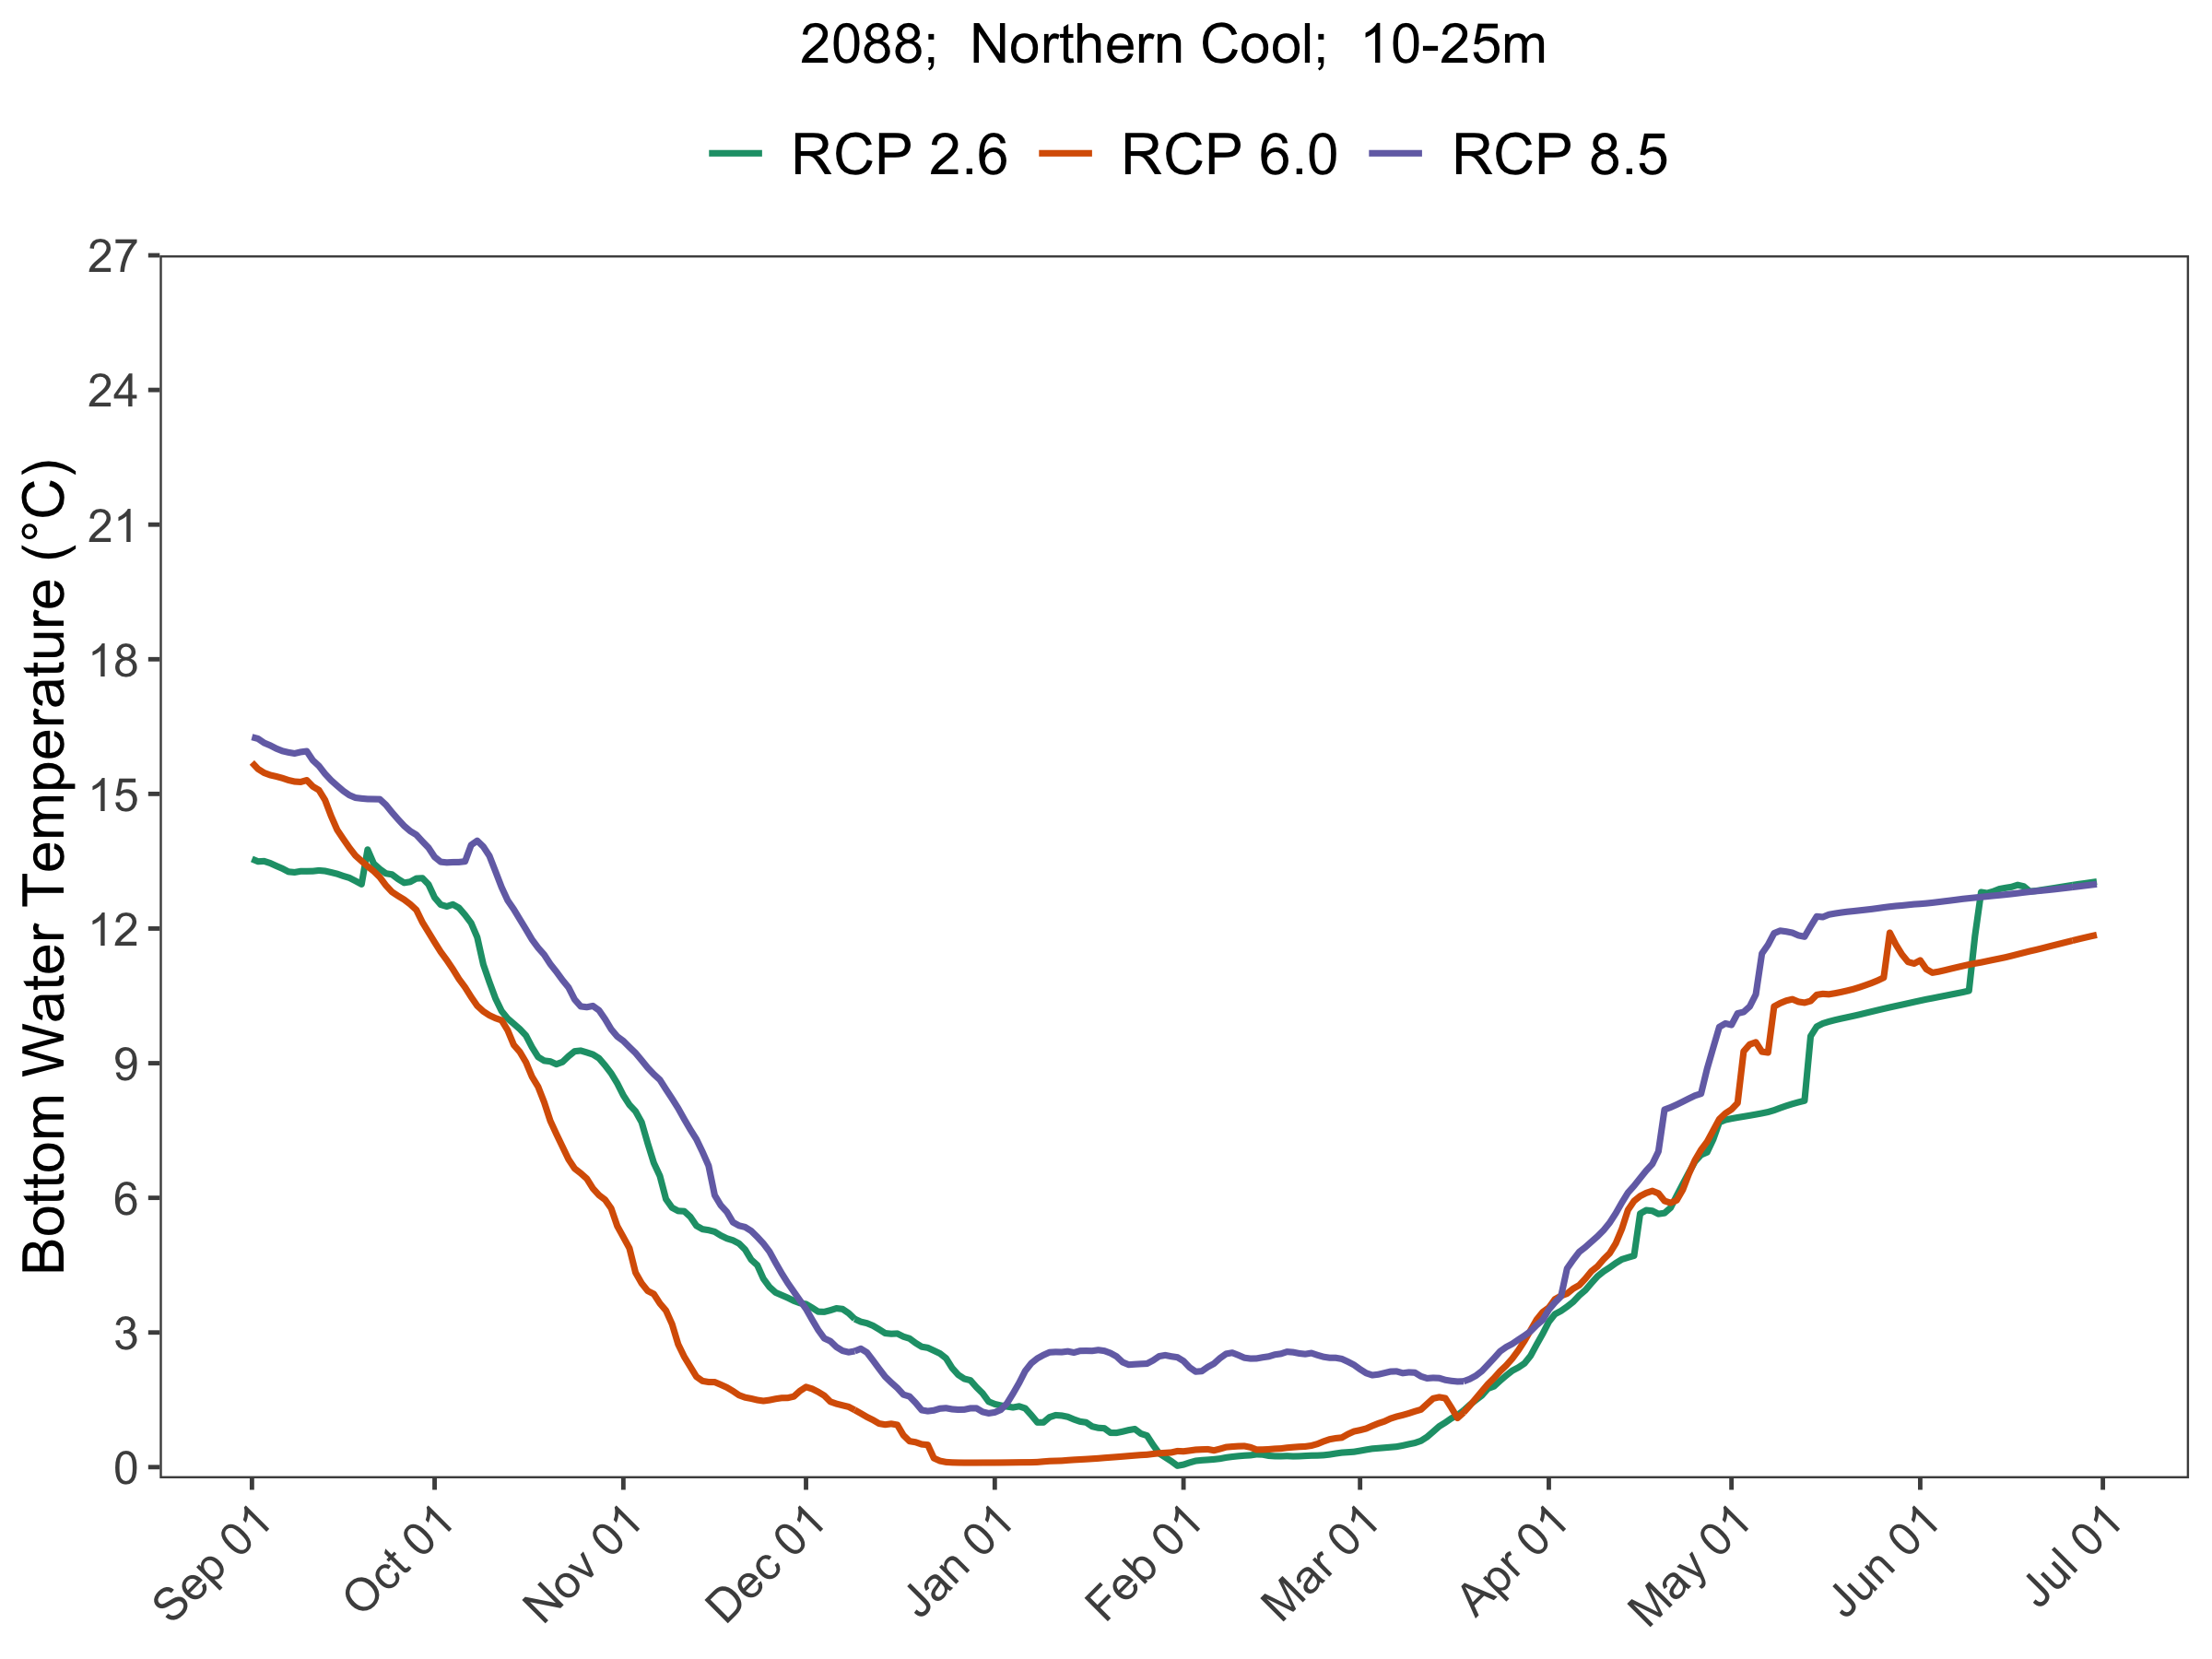 2088;  Northern Cool;  10-25m
RCP 2.6 RCP 6.0 RCP 8.5
Bottom Water Temperature (°C)
27
24
21
18
15
12
9
6
3
0
Sep 01 Oct 01 Nov 01 Dec 01 Jan 01 Feb 01 Mar 01 Apr 01 May 01 Jun 01 Jul 01